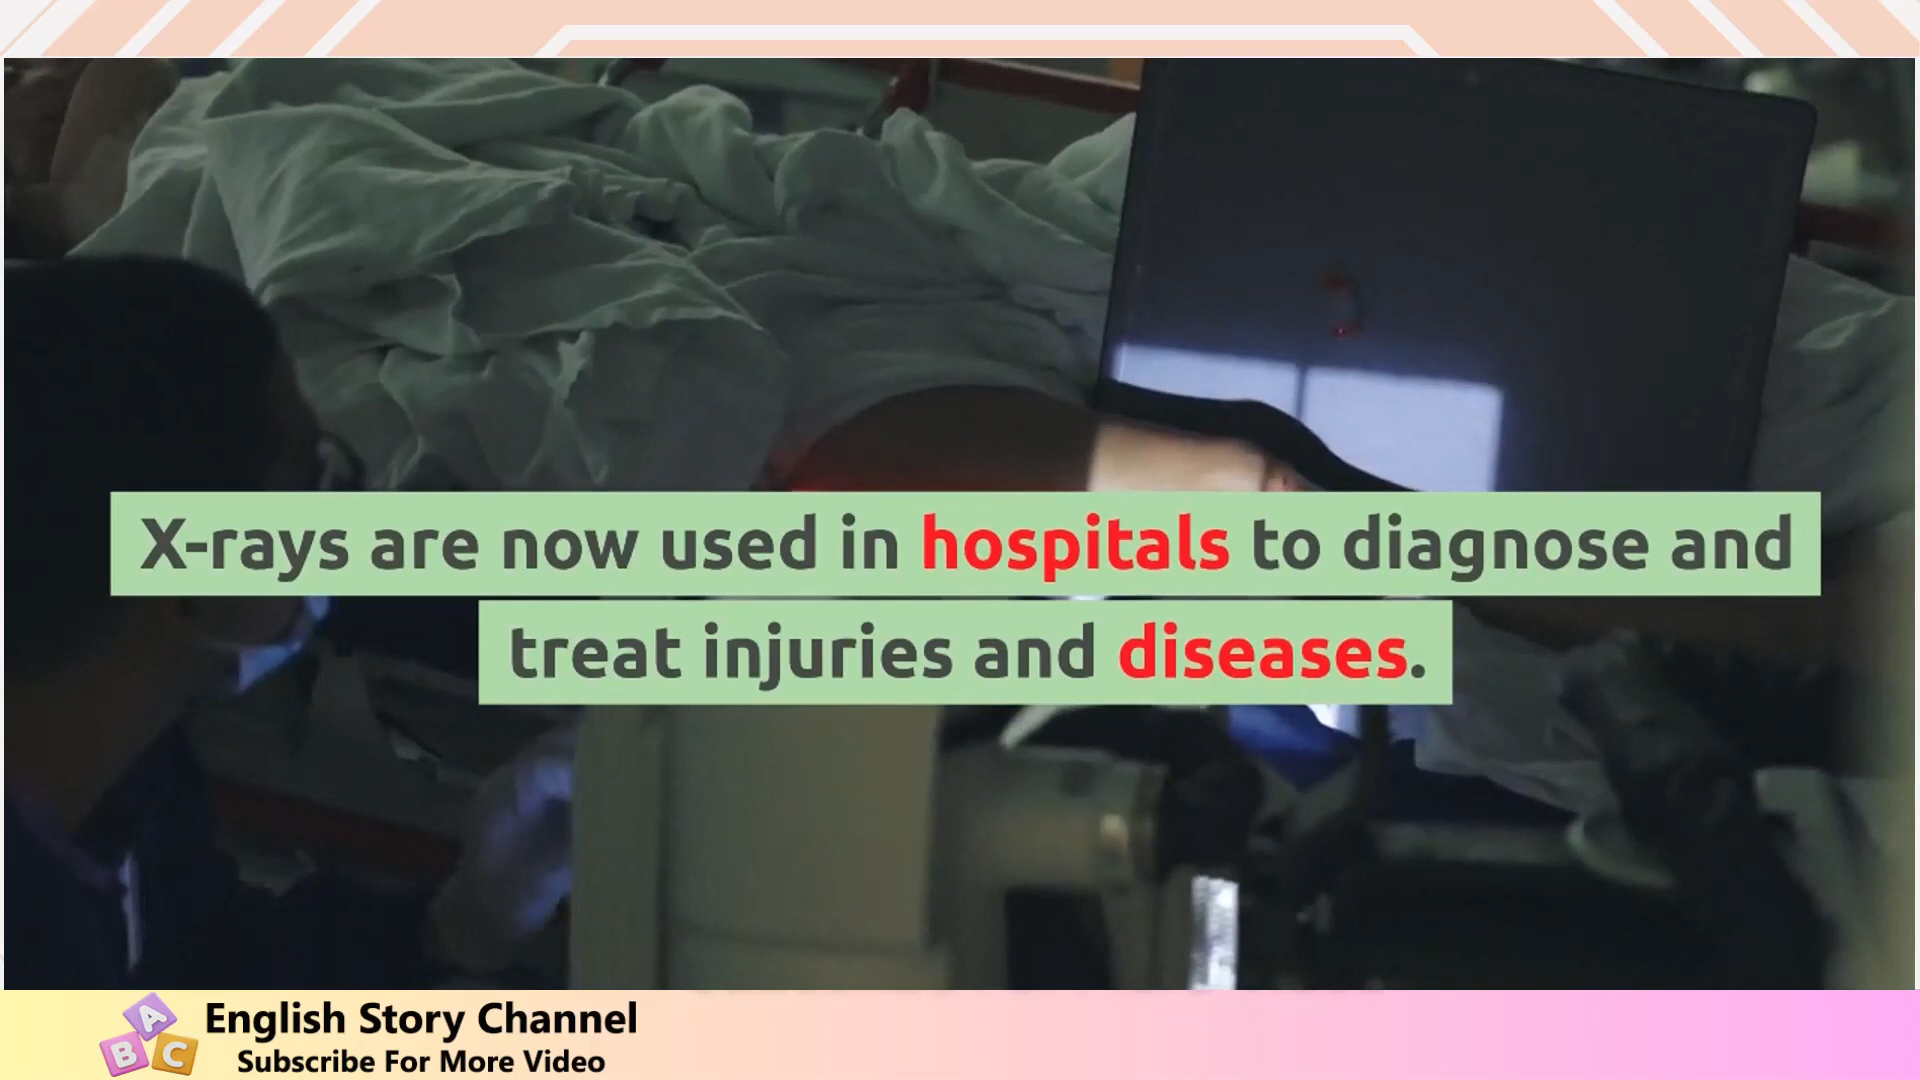 X-rays are now used in hospitals to diagnose and
treat injuries and diseases.
A
B C
English Story Channel
Subscribe For More Video